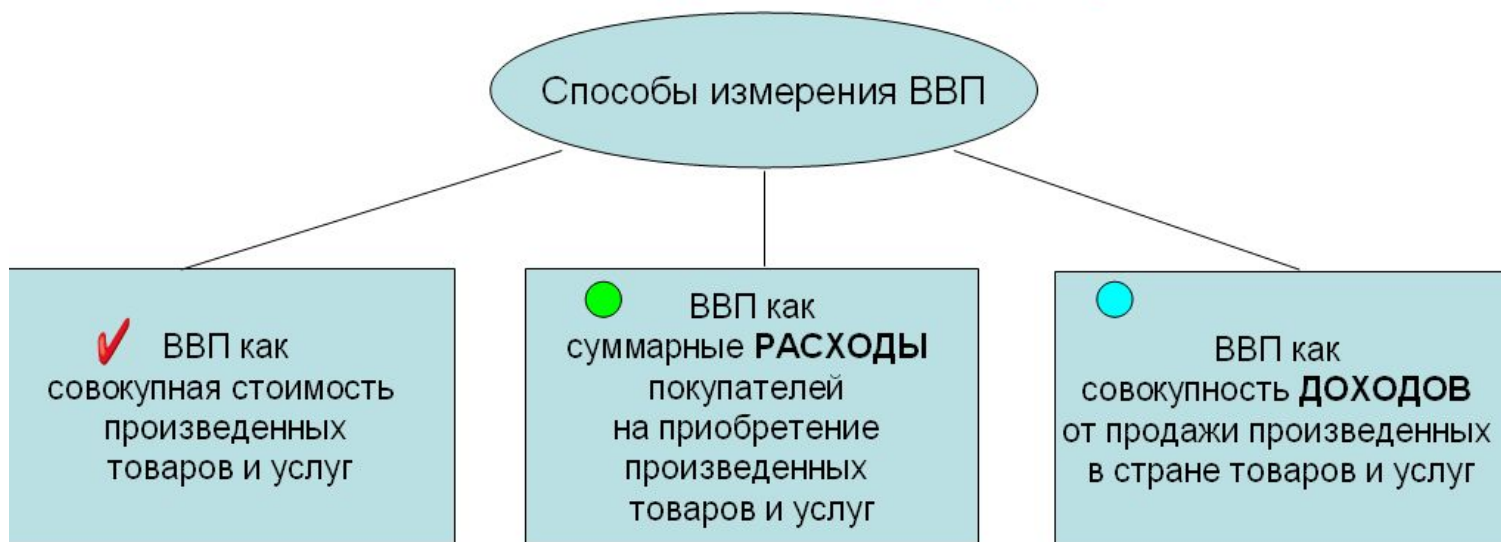 Способы измерения ВВП
ВВП как
совокупная стоимость
произведенных
товаров и услуг
ВВП как
суммарные РАСХОДЫ
покупателей
на приобретение
произведенных
товаров и услуг
ВВП как
совокупность ДОХОДОВ
от продажи произведенных
в стране товаров и услуг